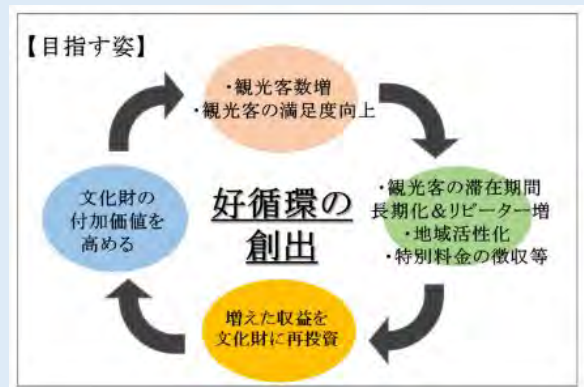 【目指す姿】
・観光客数増
・観光客の満足度向上
・観光客の滞在期間
長期化&リピーター増
・地域活性化
・特別料金の徴収等
増えた収益を
文化財に再投資
文化財の
付加価値を
高める
好循環の
創出